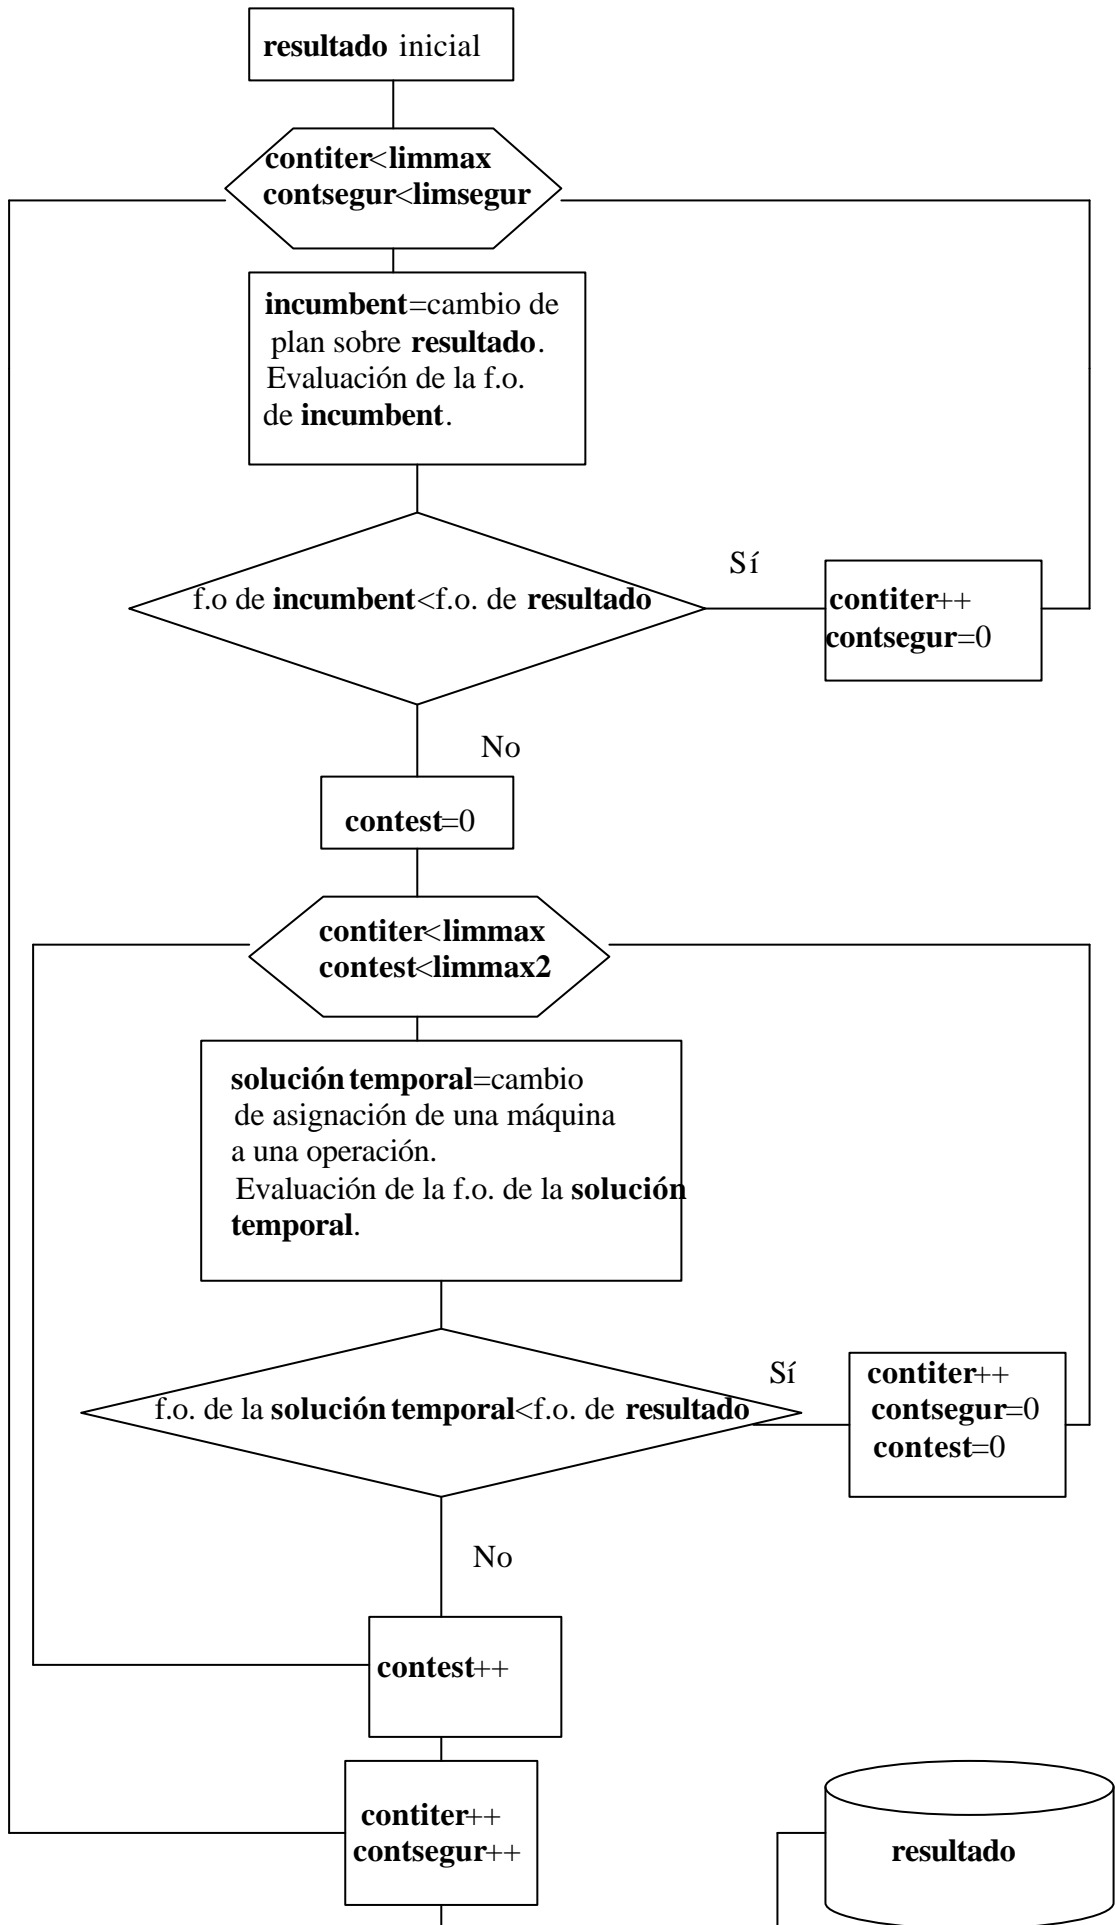 resultado inicial
contiter<limmax
contsegur<limsegur
incumbent=cambio de
plan sobre resultado.
Evaluación de la f.o.
de incumbent.
Sí
f.o de incumbent<f.o. de resultado
contiter++
contsegur=0
No
contest=0
contiter<limmax
contest<limmax2
solución temporal=cambio
de asignación de una máquina
a una operación.
Evaluación de la f.o. de la solución
temporal.
Sí
f.o. de la solución temporal<f.o. de resultado
contiter++
contsegur=0
contest=0
No
contest++
contiter++
contsegur++
resultado